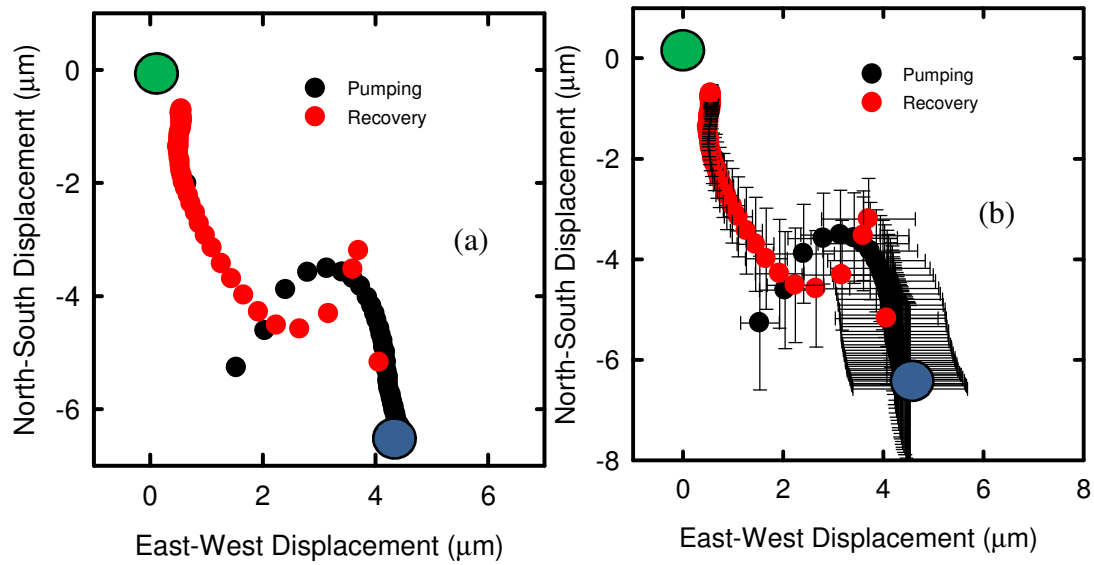 North-South Displacement (μm)
0
-2
-4
-6
Pumping
Recovery
(a)
0 2 4 6
East-West Displacement (μm)
North-South Displacement (μm)
0
-2
-4
-6
-8
Pumping
Recovery
(b)
0 2 4 6 8
East-West Displacement (μm)